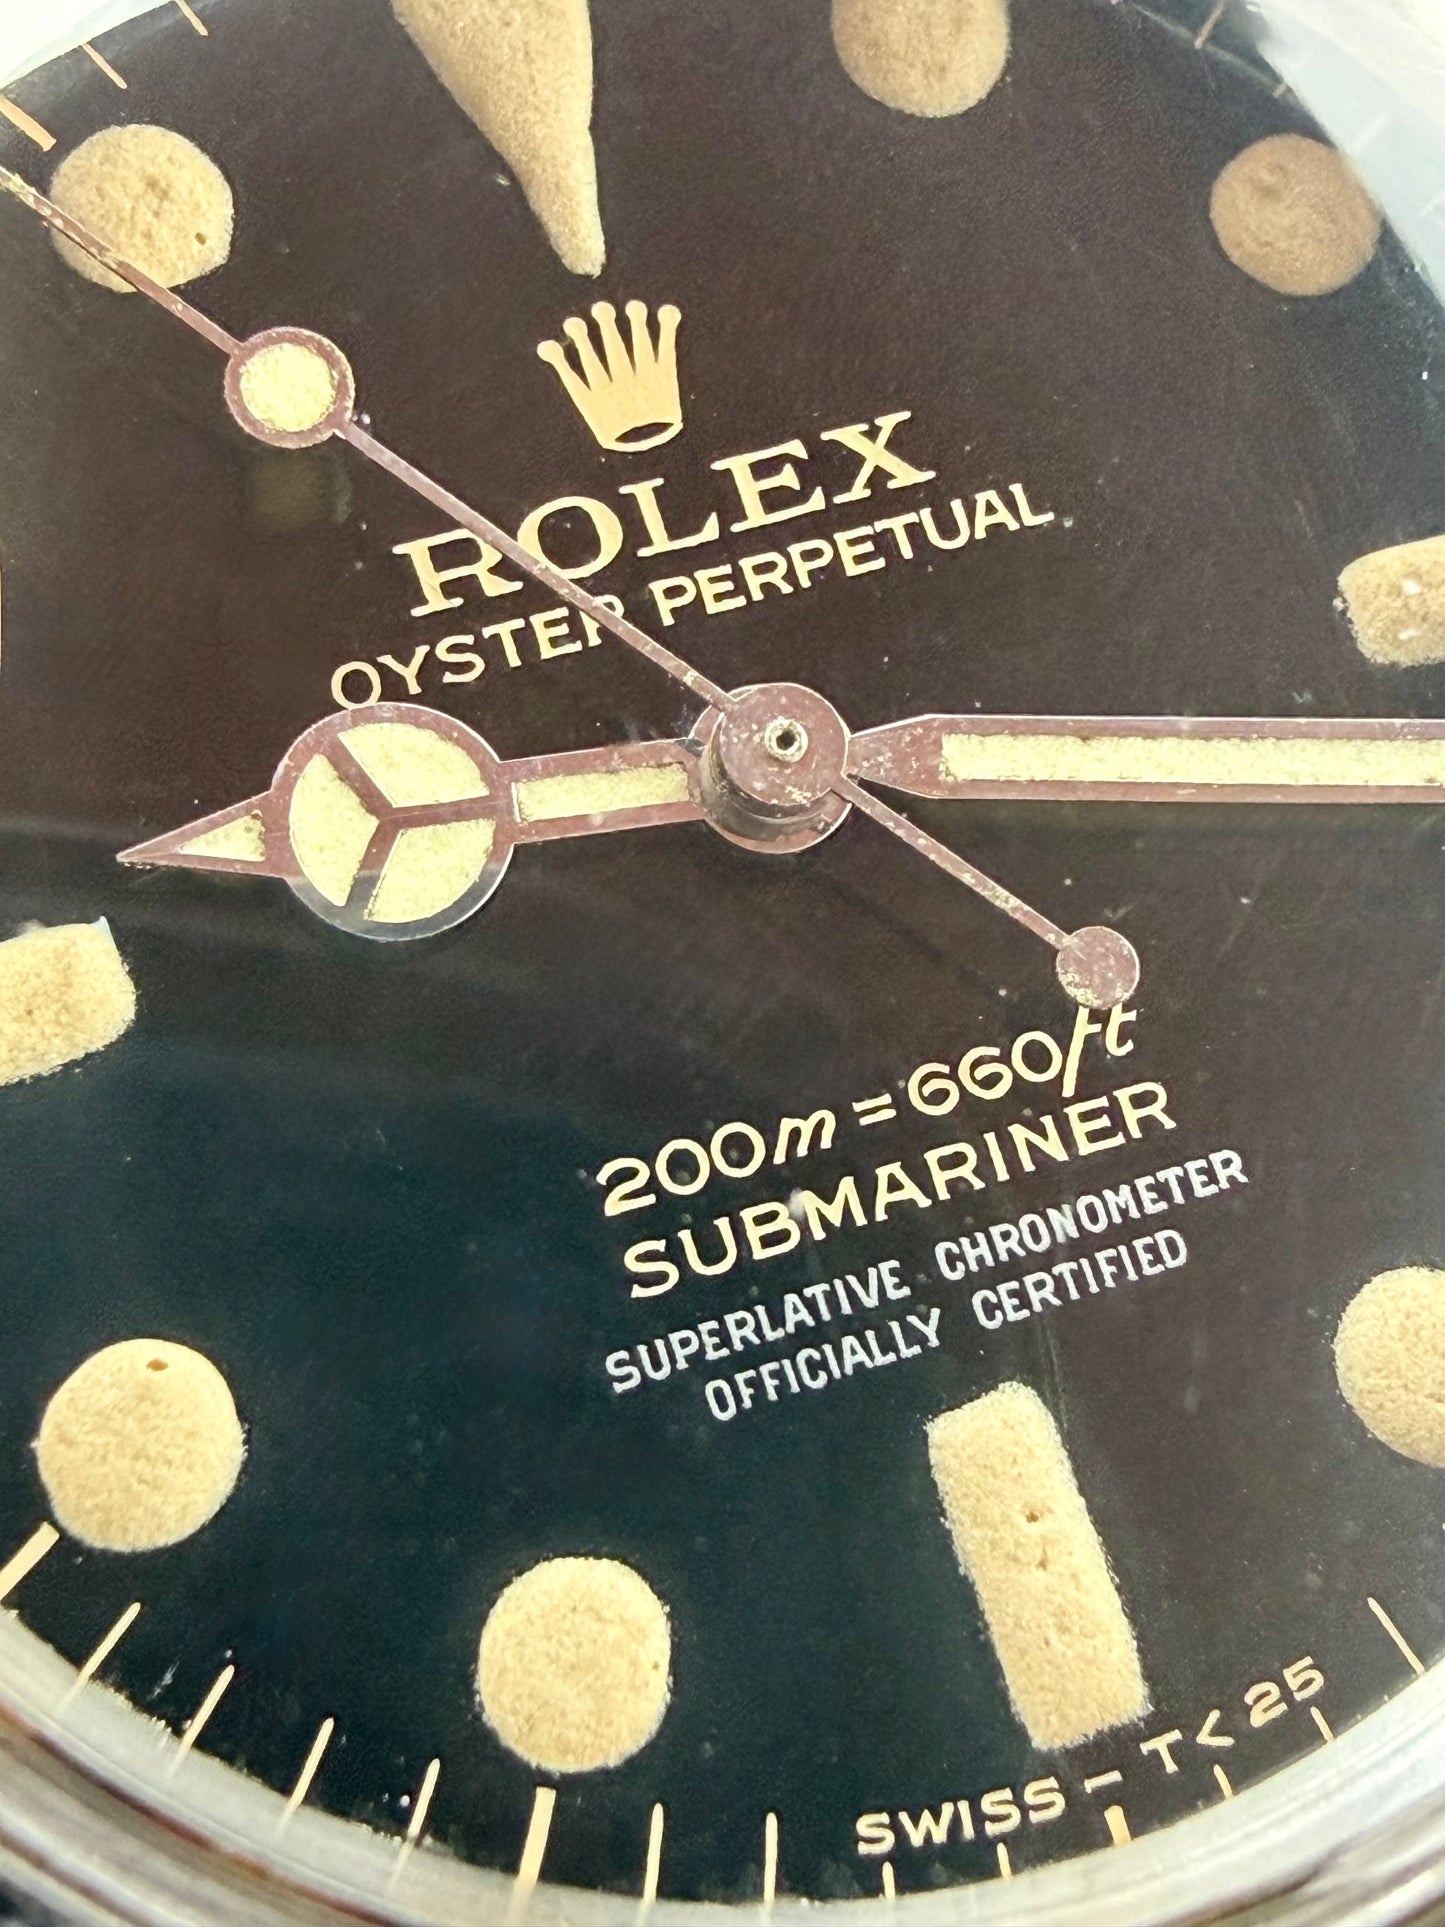 ROLEX
OYSTER PERPETUAL
200m = 660ft
SUBMARINER
SUPERLATIVE CHRONOMETER
OFFICIALLY CERTIFIED
SWISS – T < 25